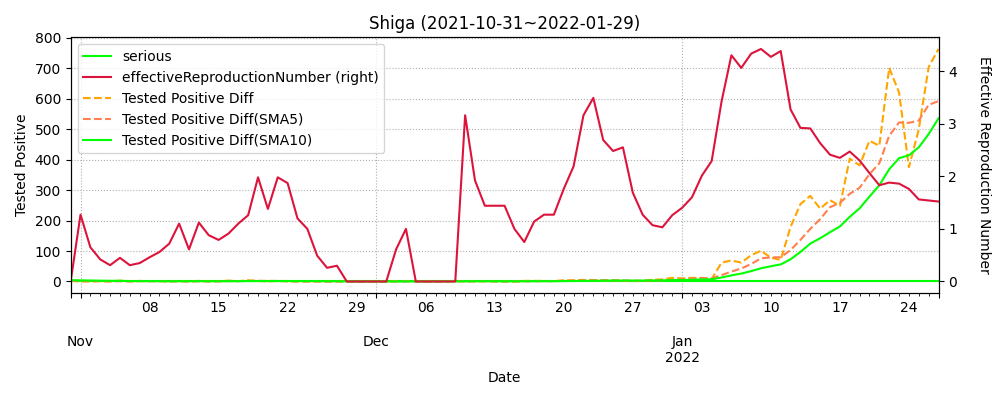 Shiga (2021-10-31~2022-01-29)
serious
effectiveReproductionNumber (right)
Tested Positive Diff
Tested Positive Diff(SMA5)
Tested Positive Diff(SMA10)
Tested Positive
800
700
600
500
400
300
200
100
0
4
3
2
1
0
Effective Reproduction Number
08 15 22 29 06 13 20 27 03 10 17 24
Nov Dec Jan
2022
Date